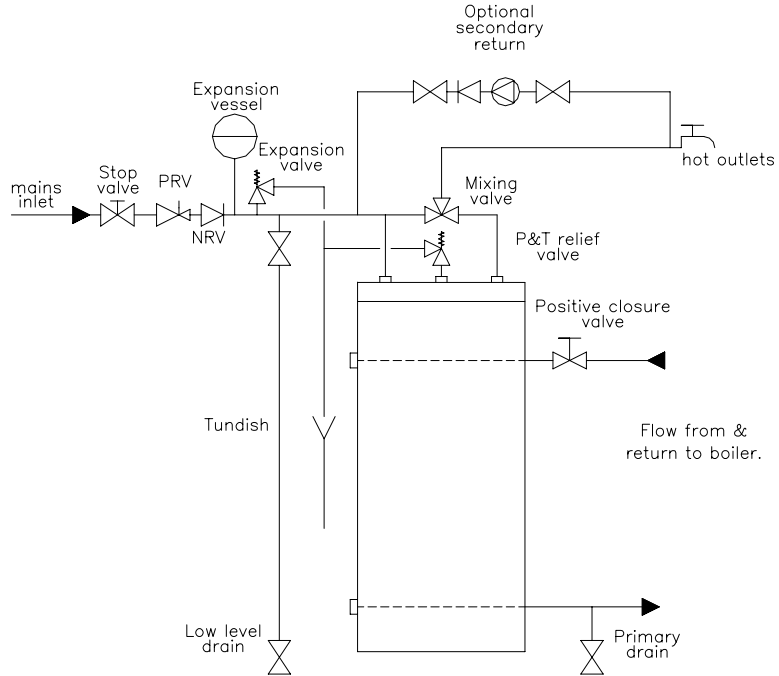 Optional
secondary
return
Expansion
vessel
Expansion
valve
hot outlets
Stop
valve
PRV
mains
inlet
Mixing
valve
NRV
P&T relief
valve
Positive closure
valve
Tundish
Flow from &
return to boiler.
Low level
drain
Primary
drain